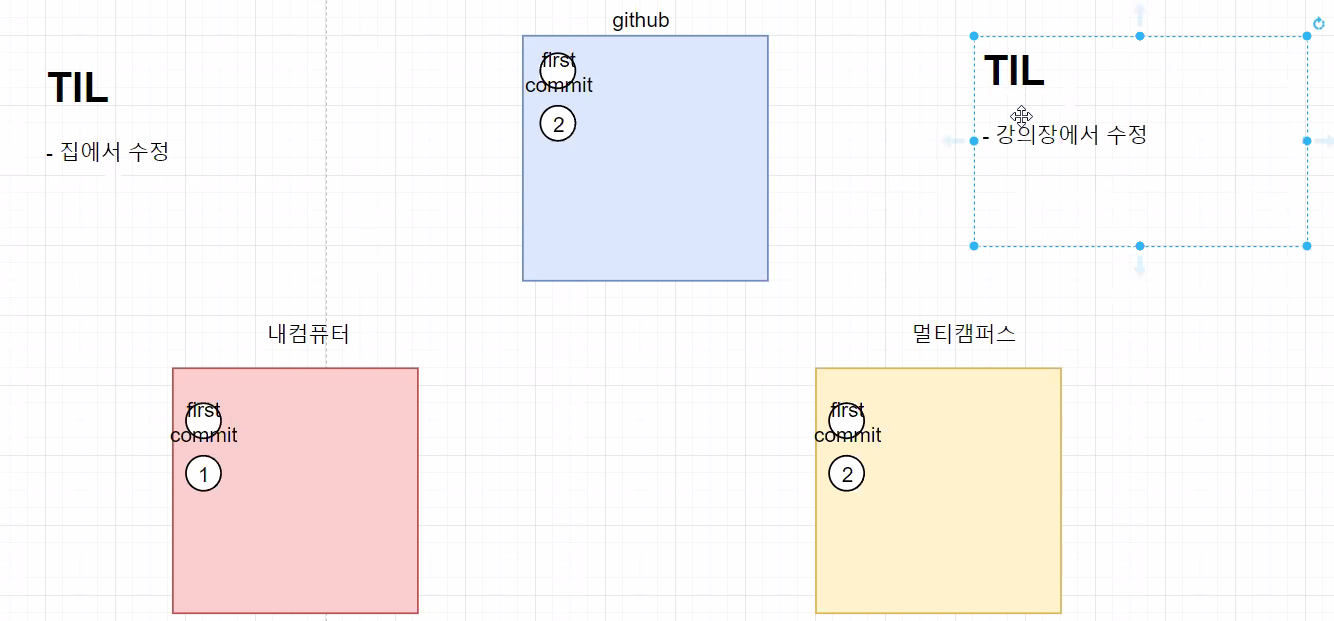 github
TIL
- 집에서 수정
first
commit
2
TIL
- 강의장에서 수정
내컴퓨터
first
commit
1
멀티캠퍼스
first
commit
2